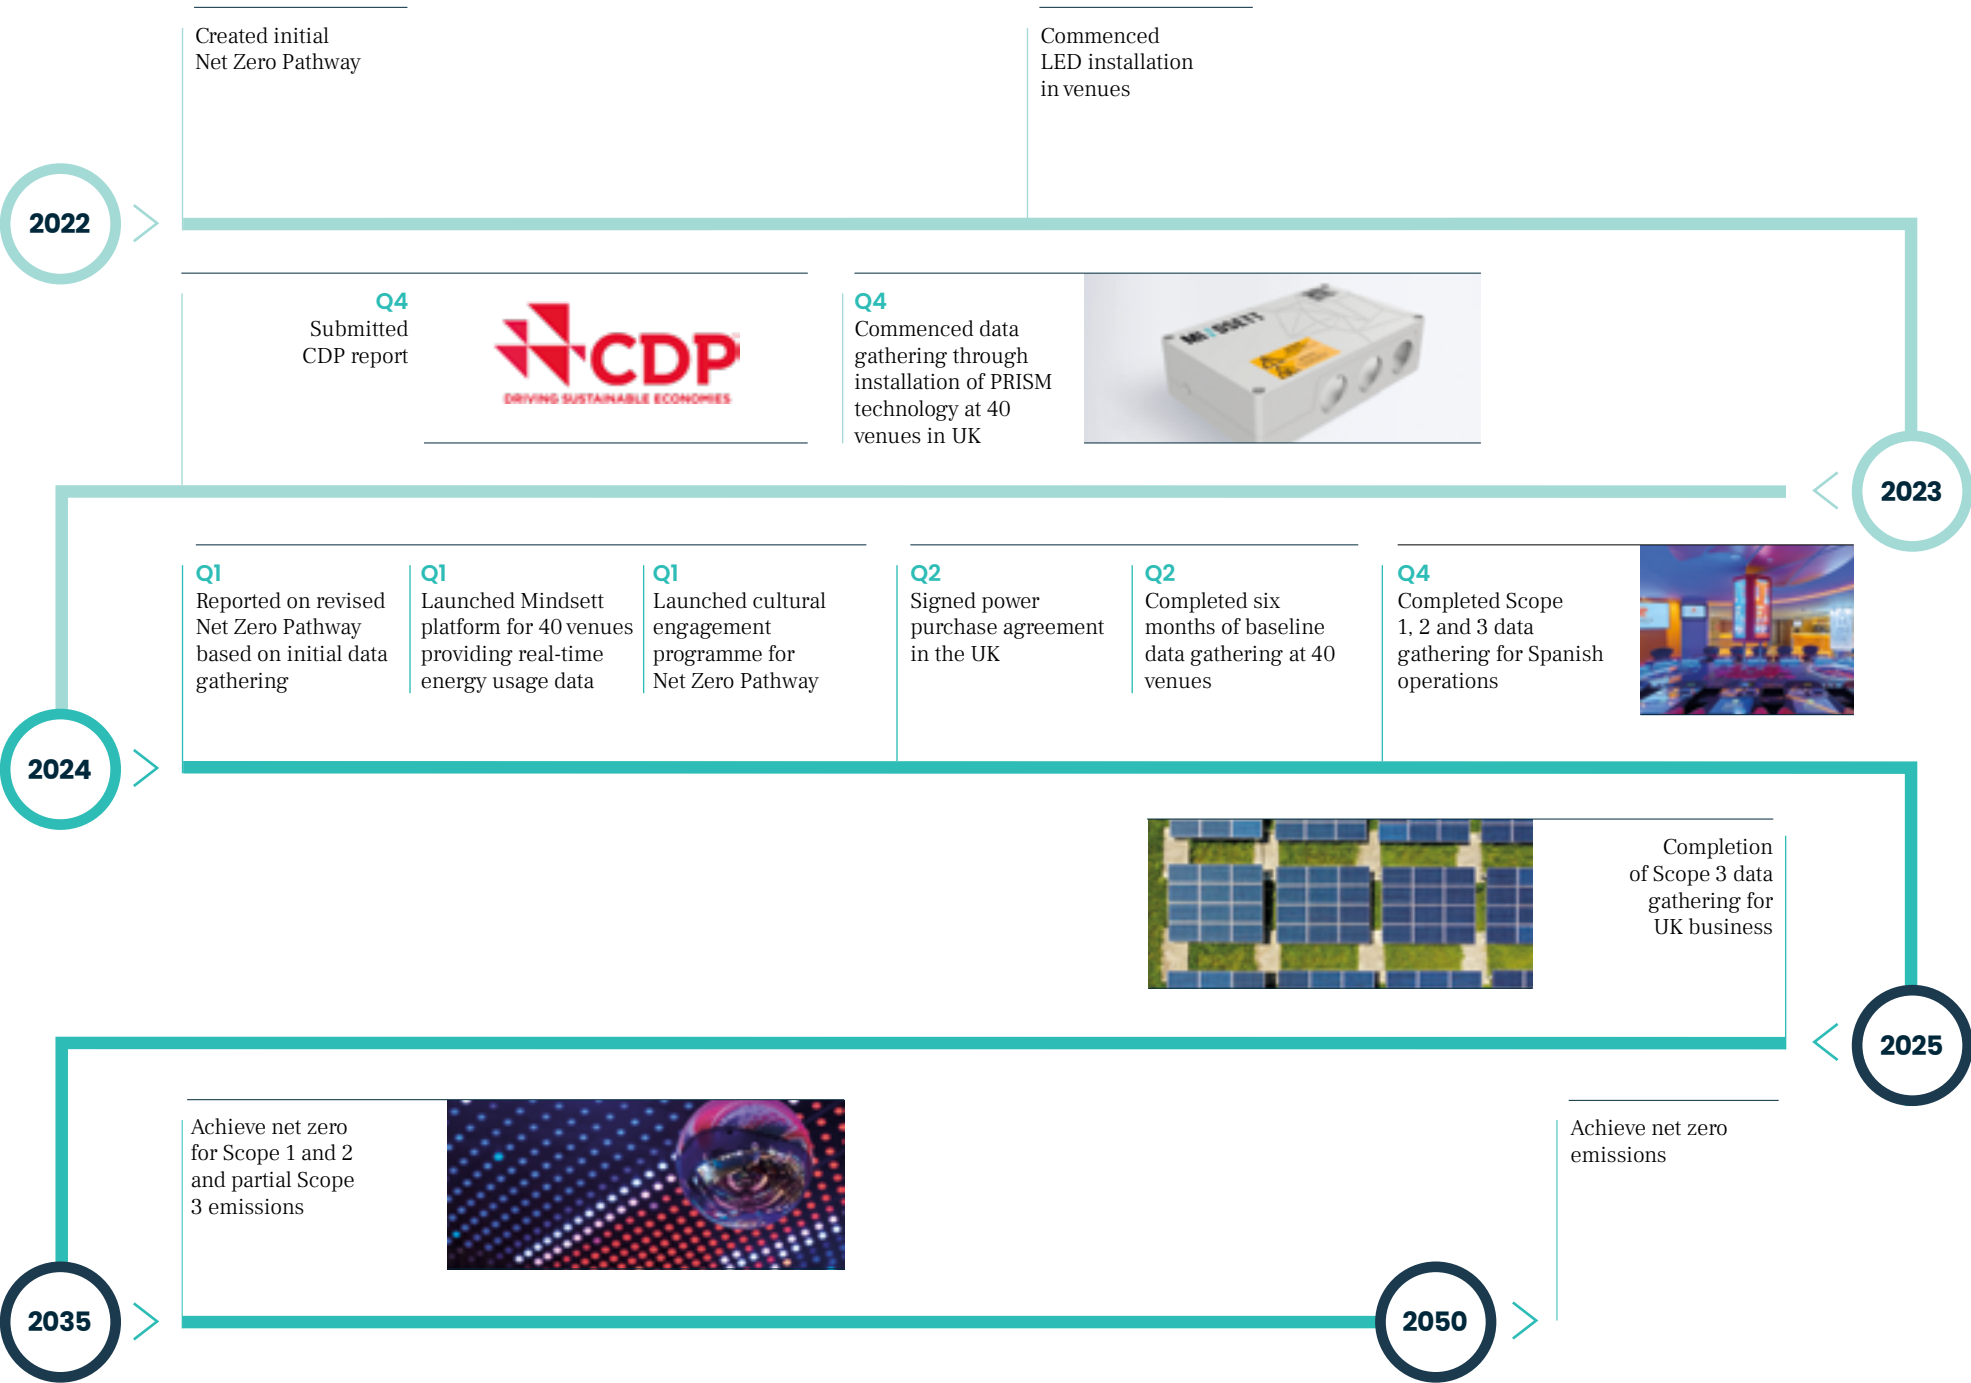 Created initial
Net Zero Pathway
Commenced
LED installation
in venues
2022
Q4
Submitted
CDP report
CDP
DRIVING SUSTAINABLE ECONOMIES
Q4
Commenced data
gathering through
installation of PRISM
technology at 40
venues in UK
MINDSETT
2023
Q1
Reported on revised
Net Zero Pathway
based on initial data
gathering
Q1
Launched Mindsett
platform for 40 venues
providing real-time
energy usage data
Q1
Launched cultural
engagement
programme for
Net Zero Pathway
Q2
Signed power
purchase agreement
in the UK
Q2
Completed six
months of baseline
data gathering at 40
venues
Q4
Completed Scope
1, 2 and 3 data
gathering for Spanish
operations
2024
Completion
of Scope 3 data
gathering for
UK business
2025
Achieve net zero
for Scope 1 and 2
and partial Scope
3 emissions
Achieve net zero
emissions
2035
2050